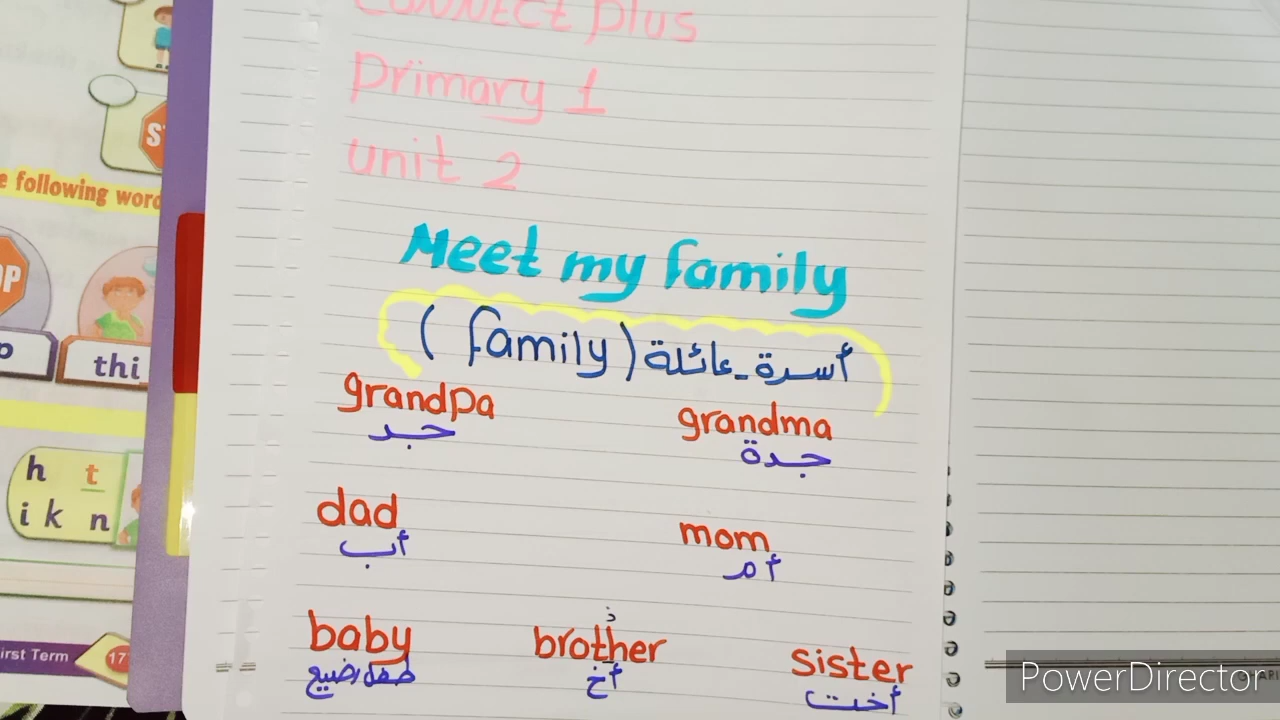 CONNECT plus
Primary 1
unit 2
Meet my family
( family ) أسرة - عائلة
grandpa grandma
جد جدة
dad mom
أب أم
ذ
baby brother sister
طفل رضيع أخ أخت
e following word
thi
h t
i k n
irst Term 17
PowerDirector